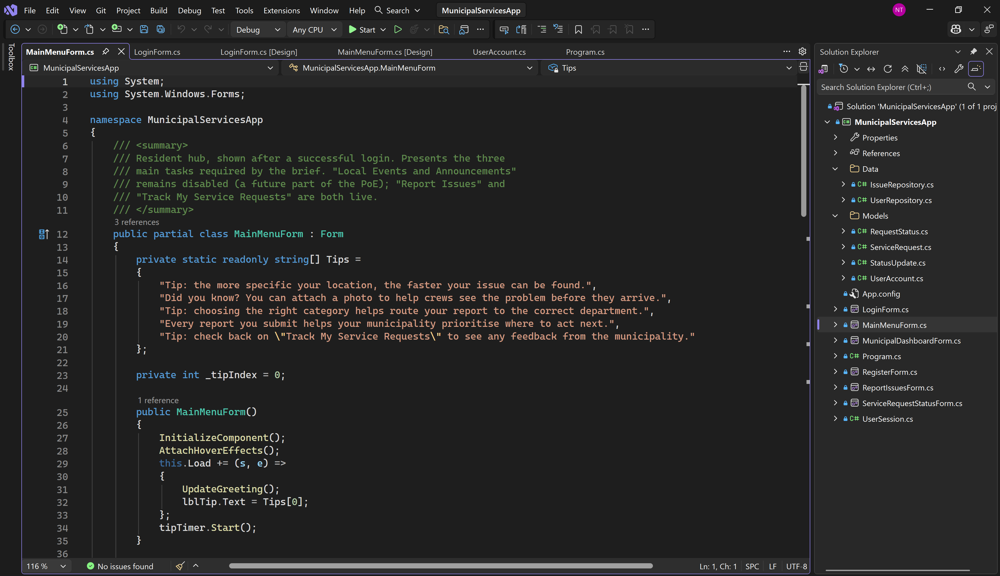 File Edit View Git Project Build Debug Test Tools Extensions Window Help Search MunicipalServicesApp NT
Debug Any CPU Start
Toolbox
MainMenuForm.cs LoginForm.cs LoginForm.cs [Design] MainMenuForm.cs [Design] UserAccount.cs Program.cs
MunicipalServicesApp MunicipalServicesApp.MainMenuForm Tips
1 using System;
2 using System.Windows.Forms;
3
4 namespace MunicipalServicesApp
5 {
6 /// <summary>
7 /// Resident hub, shown after a successful login. Presents the three
8 /// main tasks required by the brief. "Local Events and Announcements"
9 /// remains disabled (a future part of the PoE); "Report Issues" and
10 /// "Track My Service Requests" are both live.
11 /// </summary>
3 references
12 public partial class MainMenuForm : Form
13 {
14 private static readonly string[] Tips =
15 {
16 "Tip: the more specific your location, the faster your issue can be found.",
17 "Did you know? You can attach a photo to help crews see the problem before they arrive.",
18 "Tip: choosing the right category helps route your report to the correct department.",
19 "Every report you submit helps your municipality prioritise where to act next.",
20 "Tip: check back on \"Track My Service Requests\" to see any feedback from the municipality."
21 };
22
23 private int _tipIndex = 0;
24
1 reference
25 public MainMenuForm()
26 {
27 InitializeComponent();
28 AttachHoverEffects();
29 this.Load += (s, e) =>
30 {
31 UpdateGreeting();
32 lblTip.Text = Tips[0];
33 };
34 tipTimer.Start();
35 }
36
116 % No issues found Ln: 1, Ch: 1 SPC LF UTF-8
Solution Explorer
Search Solution Explorer (Ctrl+;)
Solution 'MunicipalServicesApp' (1 of 1 proj
C# MunicipalServicesApp
Properties
References
Data
C# IssueRepository.cs
C# UserRepository.cs
Models
C# RequestStatus.cs
C# ServiceRequest.cs
C# StatusUpdate.cs
C# UserAccount.cs
App.config
LoginForm.cs
MainMenuForm.cs
MunicipalDashboardForm.cs
C# Program.cs
RegisterForm.cs
ReportIssuesForm.cs
ServiceRequestStatusForm.cs
C# UserSession.cs